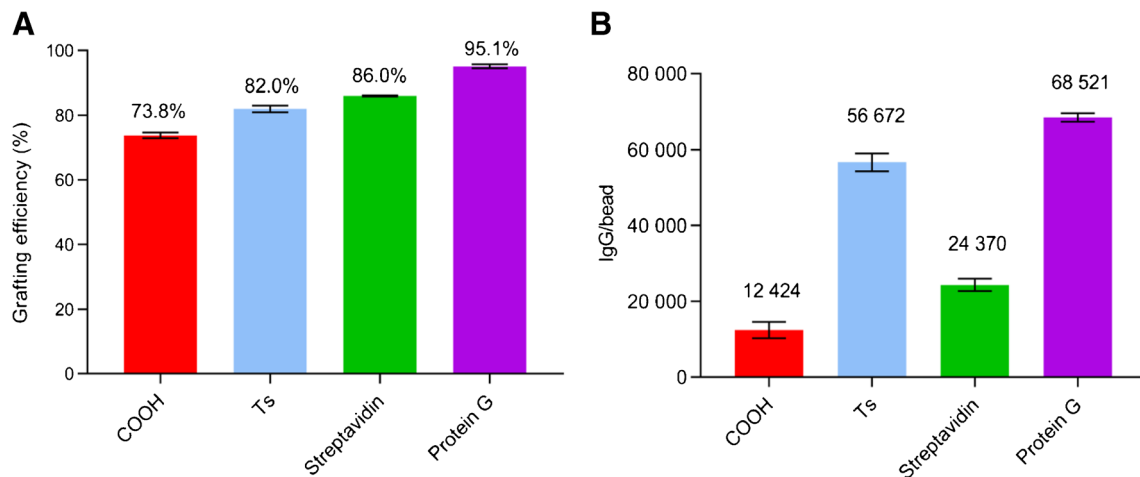 A
Grafting efficiency (%)
100
80
60
40
20
0
73.8%
82.0%
86.0%
95.1%
COOH
Ts
Streptavidin
Protein G
B
IgG/bead
80 000
60 000
40 000
20 000
0
12 424
56 672
24 370
68 521
COOH
Ts
Streptavidin
Protein G